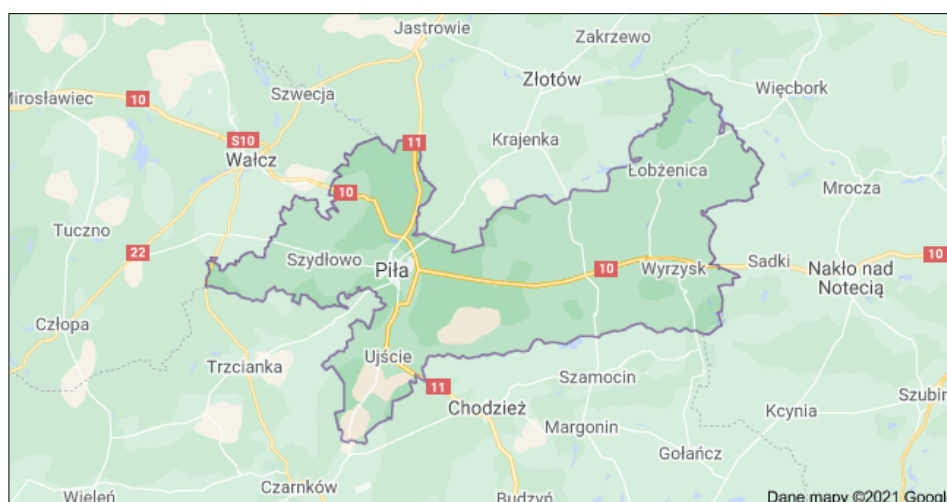 Jastrowie
Zakrzewo
Złotów
Więcbork
Mirosławiec
10
Szwecja
S10
11
Krajenka
Wałcz
Łobżenica
10
Mrocza
Tuczno
22
Szydłowo
Piła
10
Wyrzysk
Sadki
10
Nakło nad
Notecią
Człopa
Ujście
Trzcianka
11
Szamocin
Chodzież
Szubin
Kcynia
Margonin
Gołańcz
Czarnków
Wieleń
Budzyń
Dane mapy ©2021 Google